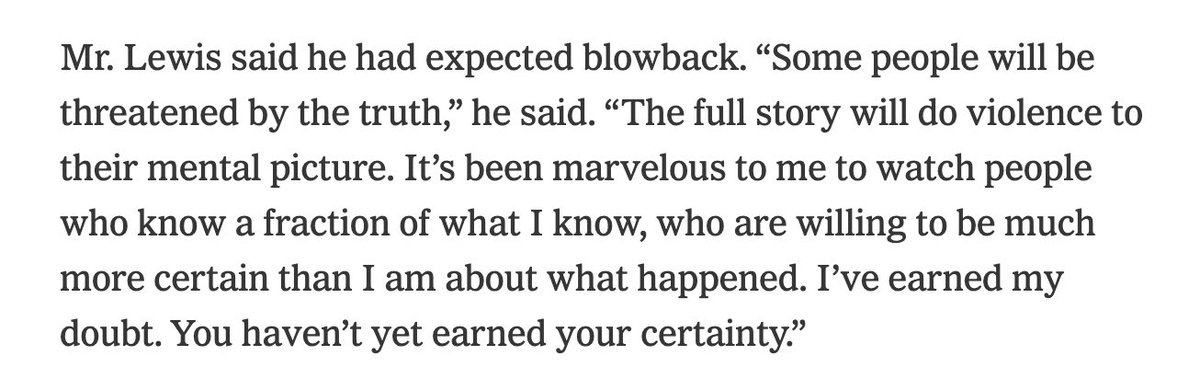 Mr. Lewis said he had expected blowback. “Some people will be
threatened by the truth,” he said. “The full story will do violence to
their mental picture. It’s been marvelous to me to watch people
who know a fraction of what I know, who are willing to be much
more certain than I am about what happened. I’ve earned my
doubt. You haven’t yet earned your certainty.”